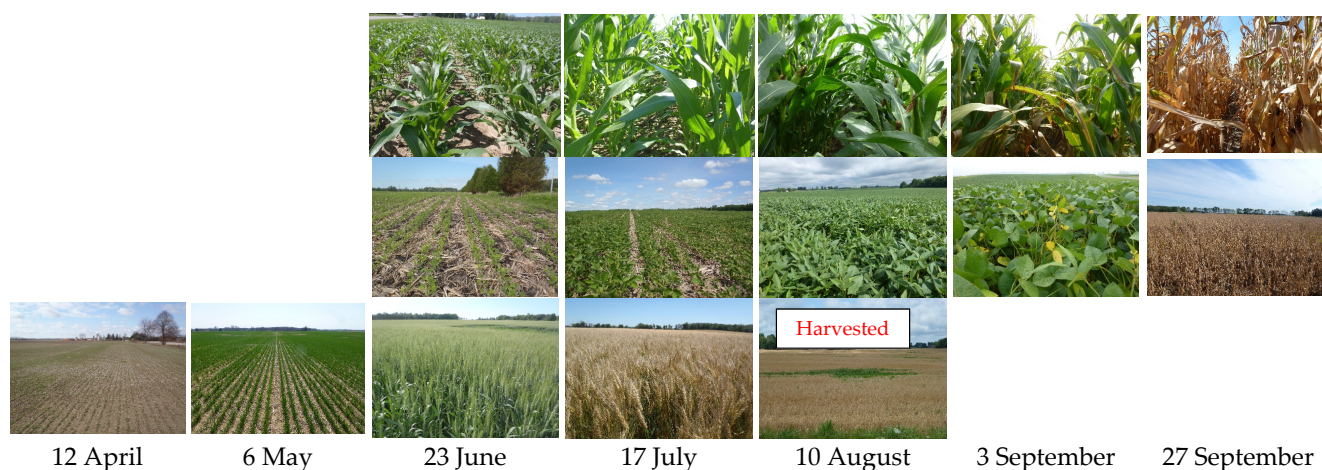 Harvested
12 April
6 May
23 June
17 July
10 August
3 September
27 September